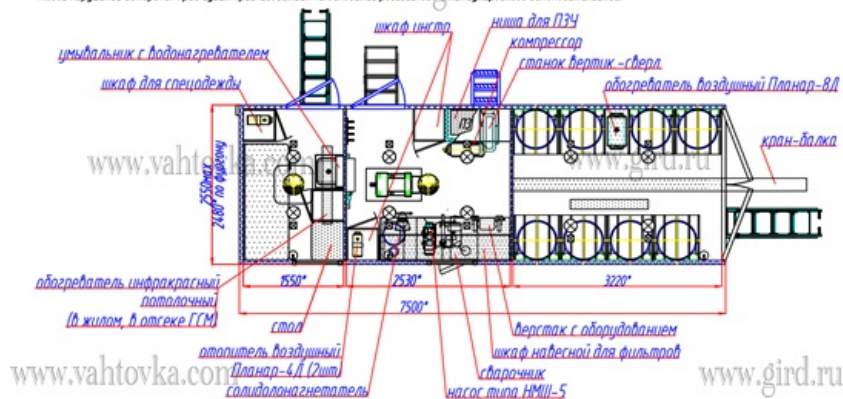 шкаф инстр
ниша для ПЗУ
компрессор
станок вертик.-сверл.
умывальник с водонагревателем
шкаф для спецодежды
обогреватель воздушный Планар-8Д
ПЗ
кран-балка
www.vahtovka.com
www.gird.ru
2550мах
2480* по фургону
1550*
2530*
3220*
7500*
обогреватель инфракрасный
потолочный
(в жилом, в отсеке ГСМ)
стол
отопитель воздушный
Планар-4Д (2шт)
солидолонагнетатель
верстак с оборудованием
шкаф навесной для фильтров
сварочник
насос типа НМШ-5
www.vahtovka.com
www.gird.ru